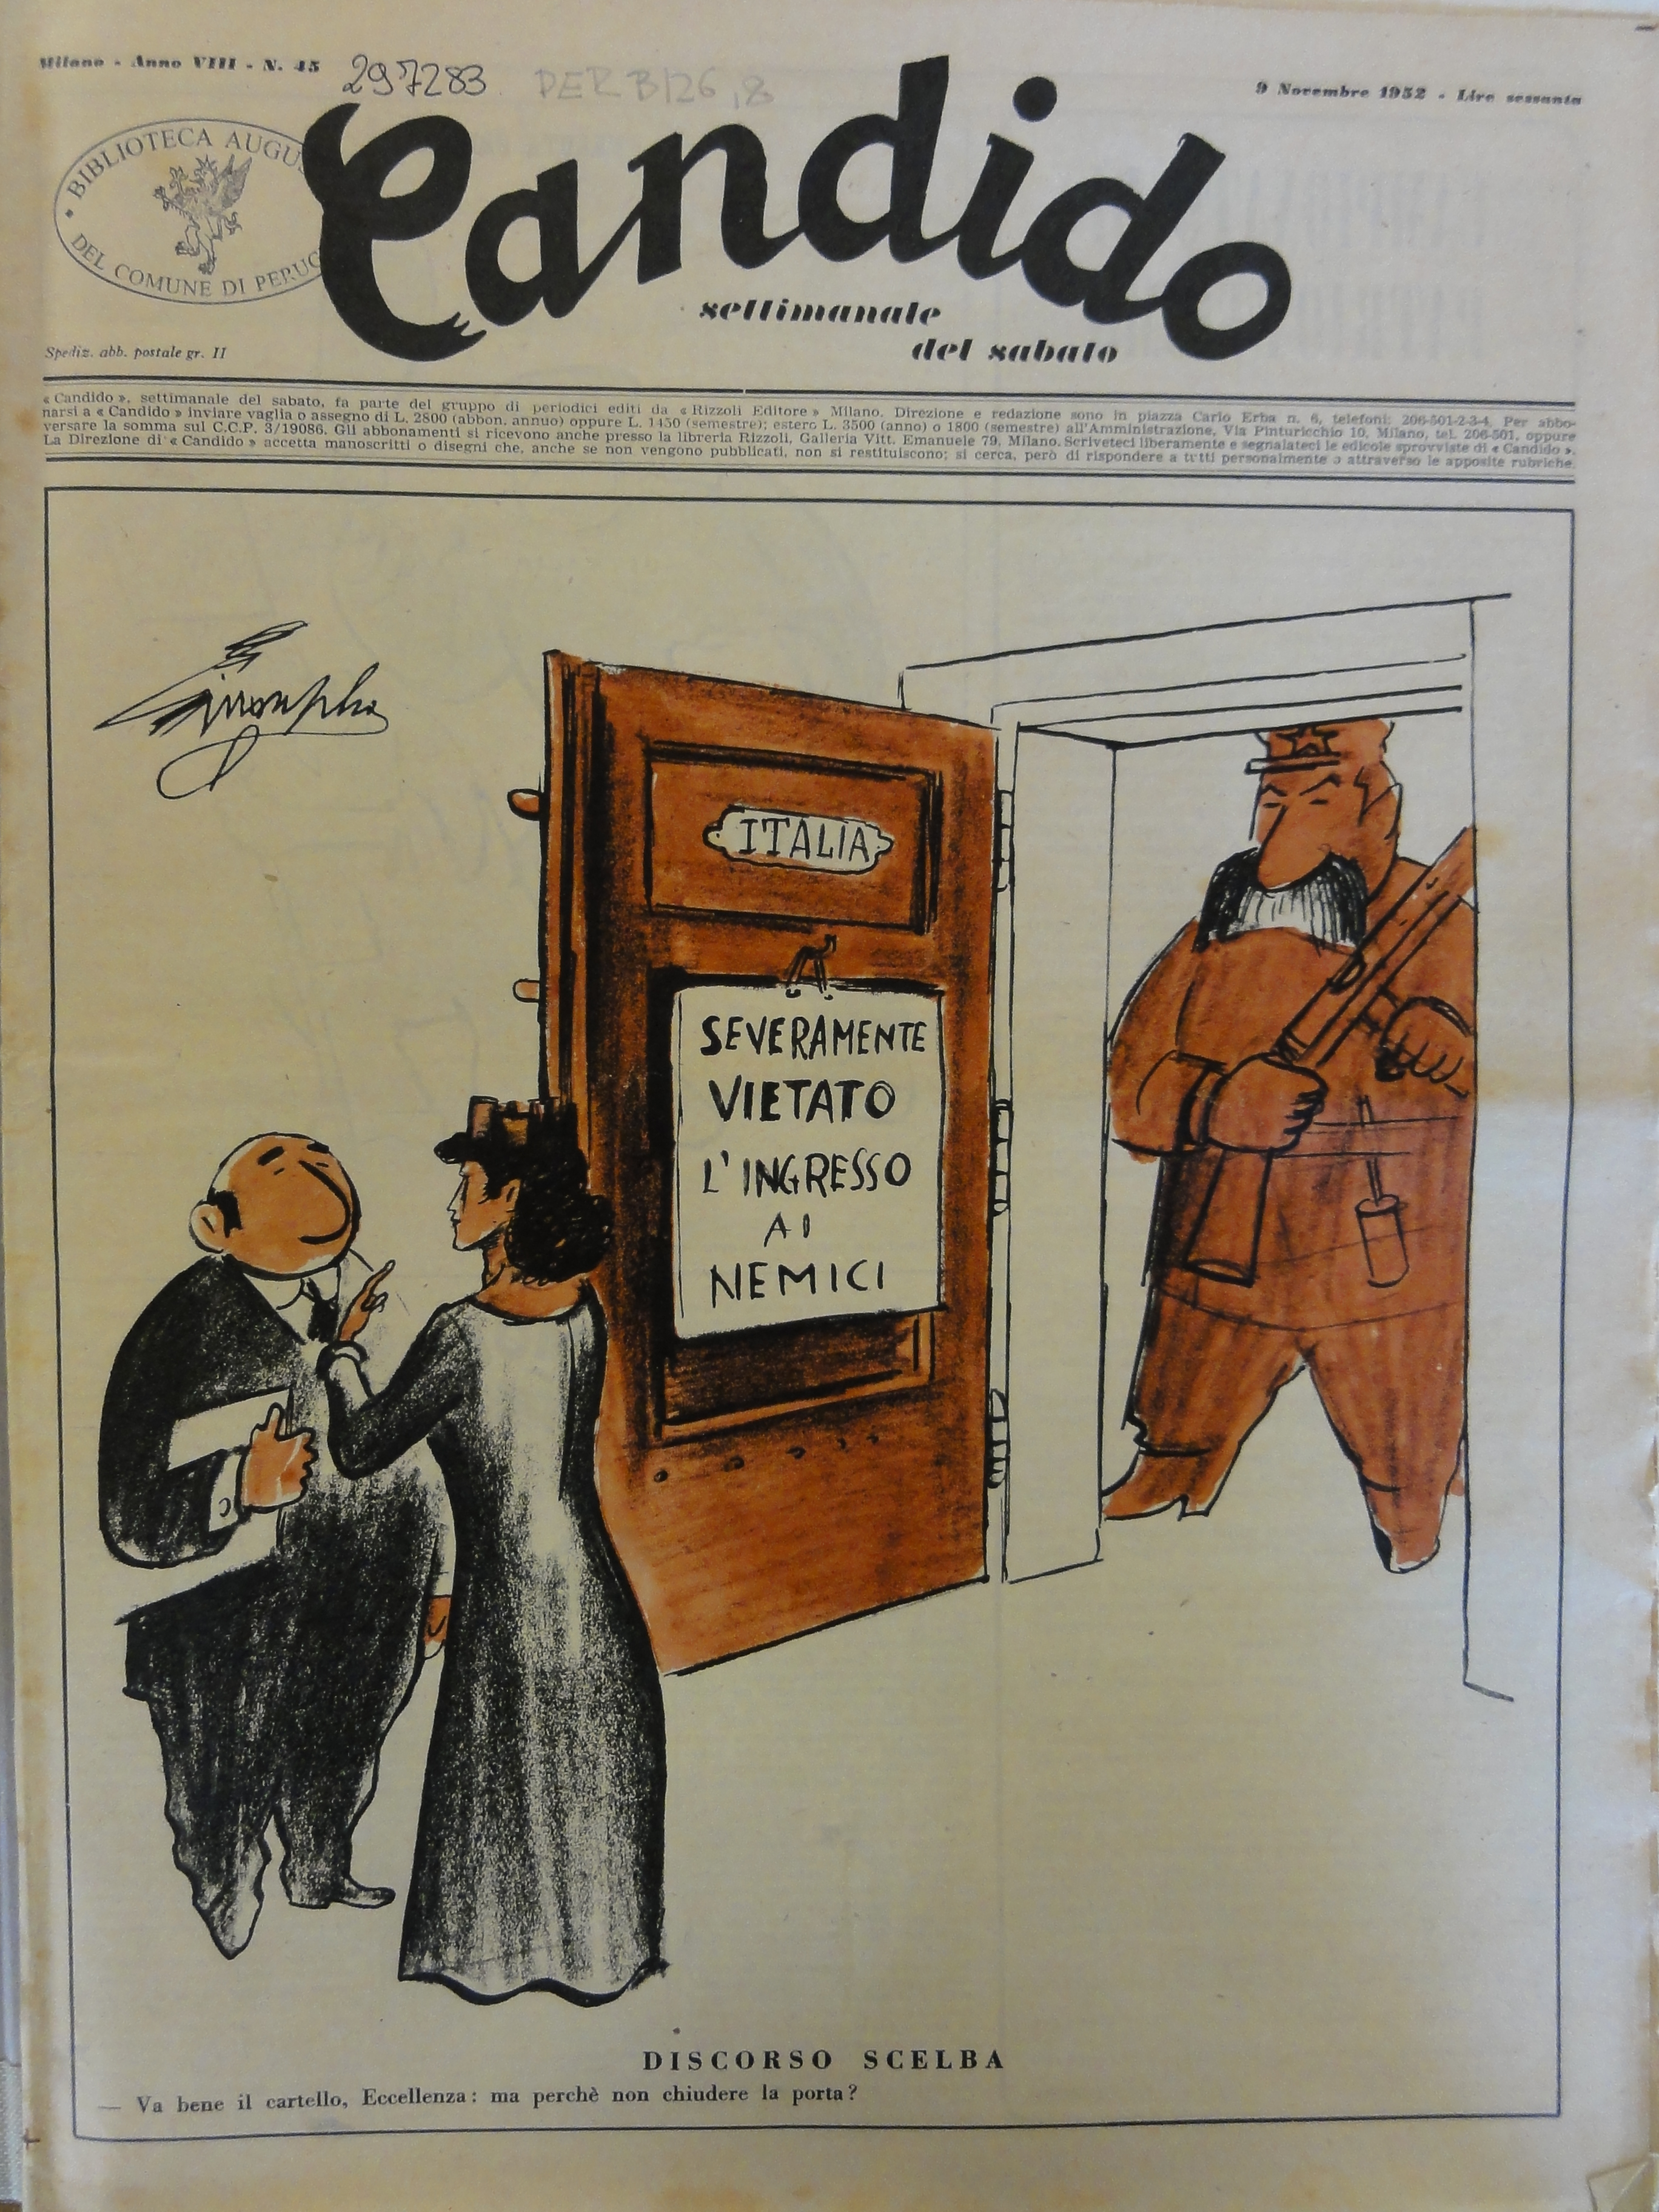 Milano - Anno VIII - N. 45
297283
PER B 126,8
9 Novembre 1952 - Lire sessanta
BIBLIOTECA AUGU
DEL COMUNE DI PERUG
Candido
settimanale
del sabato
Spediz. abb. postale gr. II
« Candido », settimanale del sabato, fa parte del gruppo di periodici editi da « Rizzoli Editore » Milano. Direzione e redazione sono in piazza Carlo Erba n. 6, telefoni: 206-501-2-3-4. Per abbo-
narsi a « Candido » inviare vaglia o assegno di L. 2800 (abbon. annuo) oppure L. 1450 (semestre); estero L. 3500 (anno) o 1800 (semestre) all'Amministrazione, Via Pinturicchio 10, Milano, tel. 206-501, oppure
versare la somma sul C.C.P. 3/19086. Gli abbonamenti si ricevono anche presso la libreria Rizzoli, Galleria Vitt. Emanuele 79, Milano. Scriveteci liberamente e segnalateci le edicole sprovviste di « Candido ».
La Direzione di « Candido » accetta manoscritti o disegni che, anche se non vengono pubblicati, non si restituiscono; si cerca, però di rispondere a tutti personalmente o attraverso le apposite rubriche.
ITALIA
SEVERAMENTE
VIETATO
L'INGRESSO
AI
NEMICI
DISCORSO SCELBA
— Va bene il cartello, Eccellenza: ma perchè non chiudere la porta?